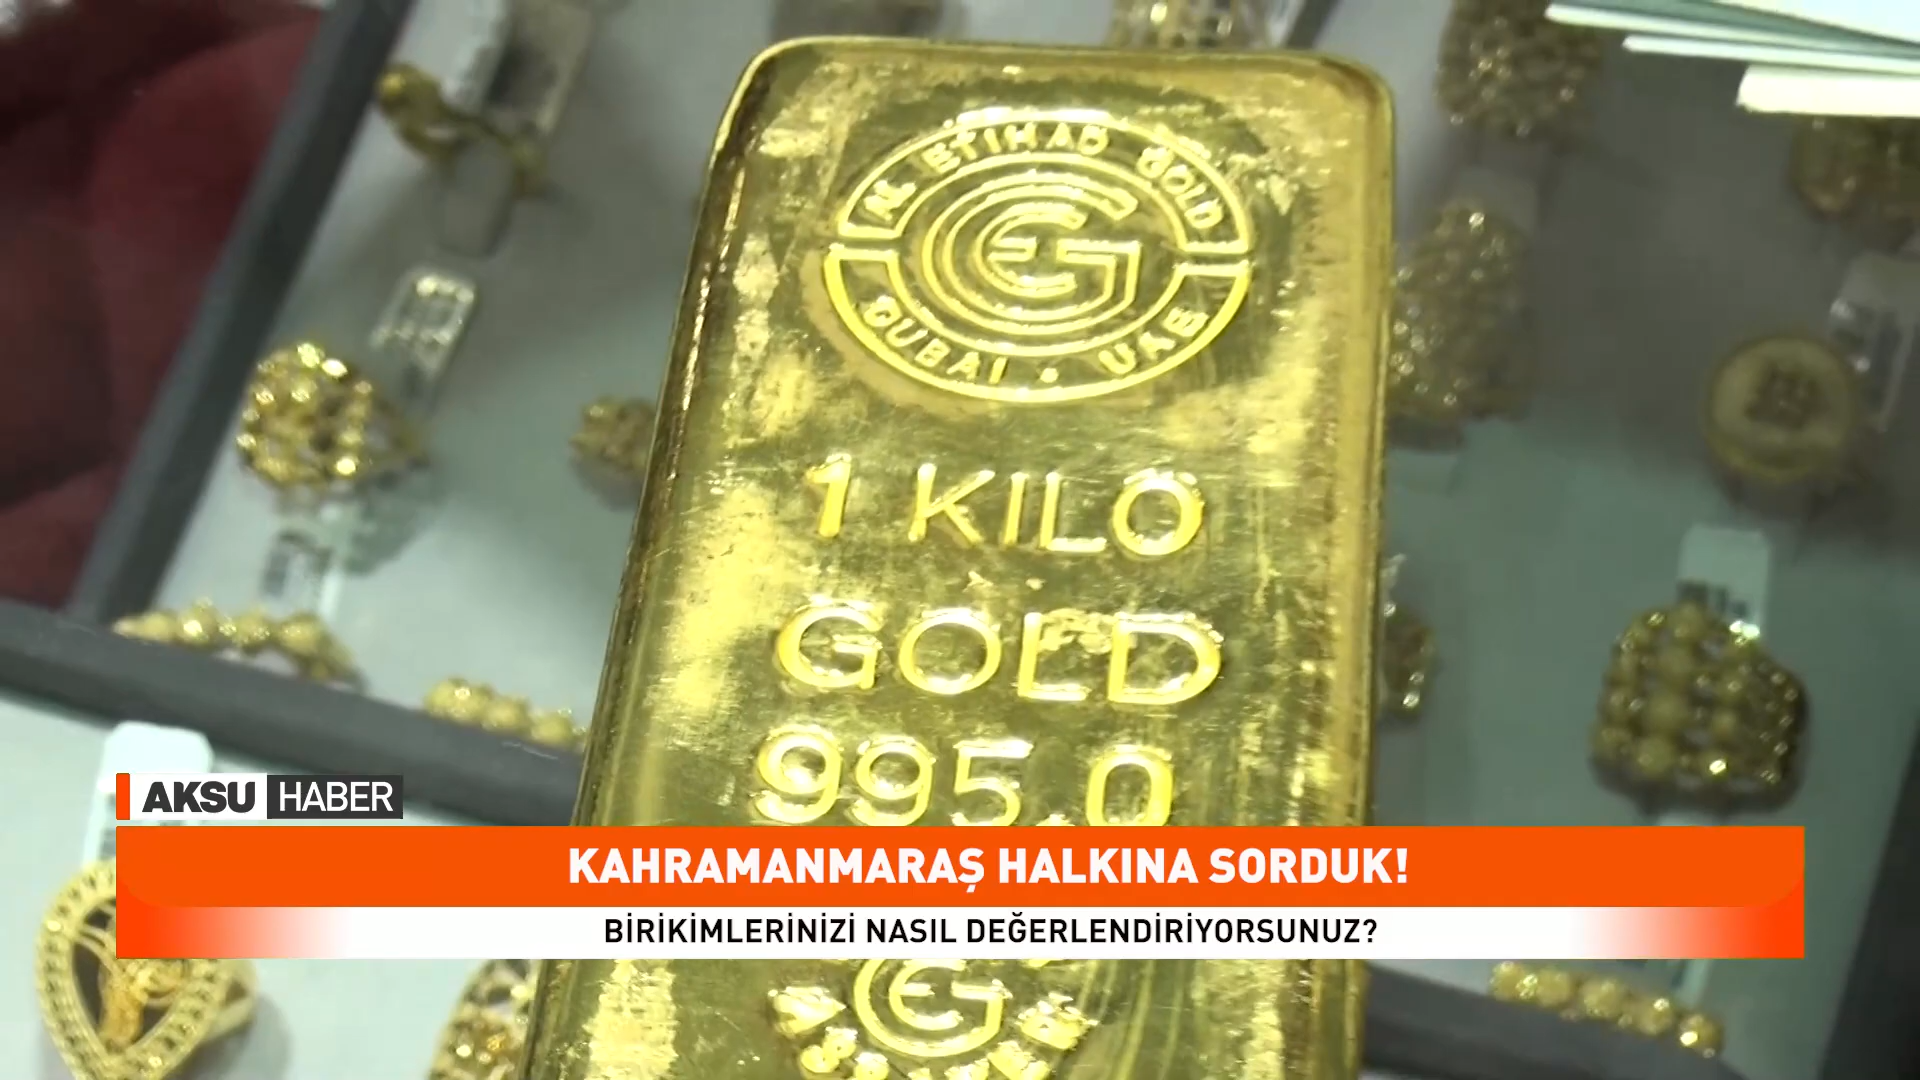 AL ETIHAD GOLD
DUBAI · UAE
1 KILO
GOLD
995.0
AKSU HABER
KAHRAMANMARAŞ HALKINA SORDUK!
BİRİKİMLERİNİZİ NASIL DEĞERLENDİRİYORSUNUZ?